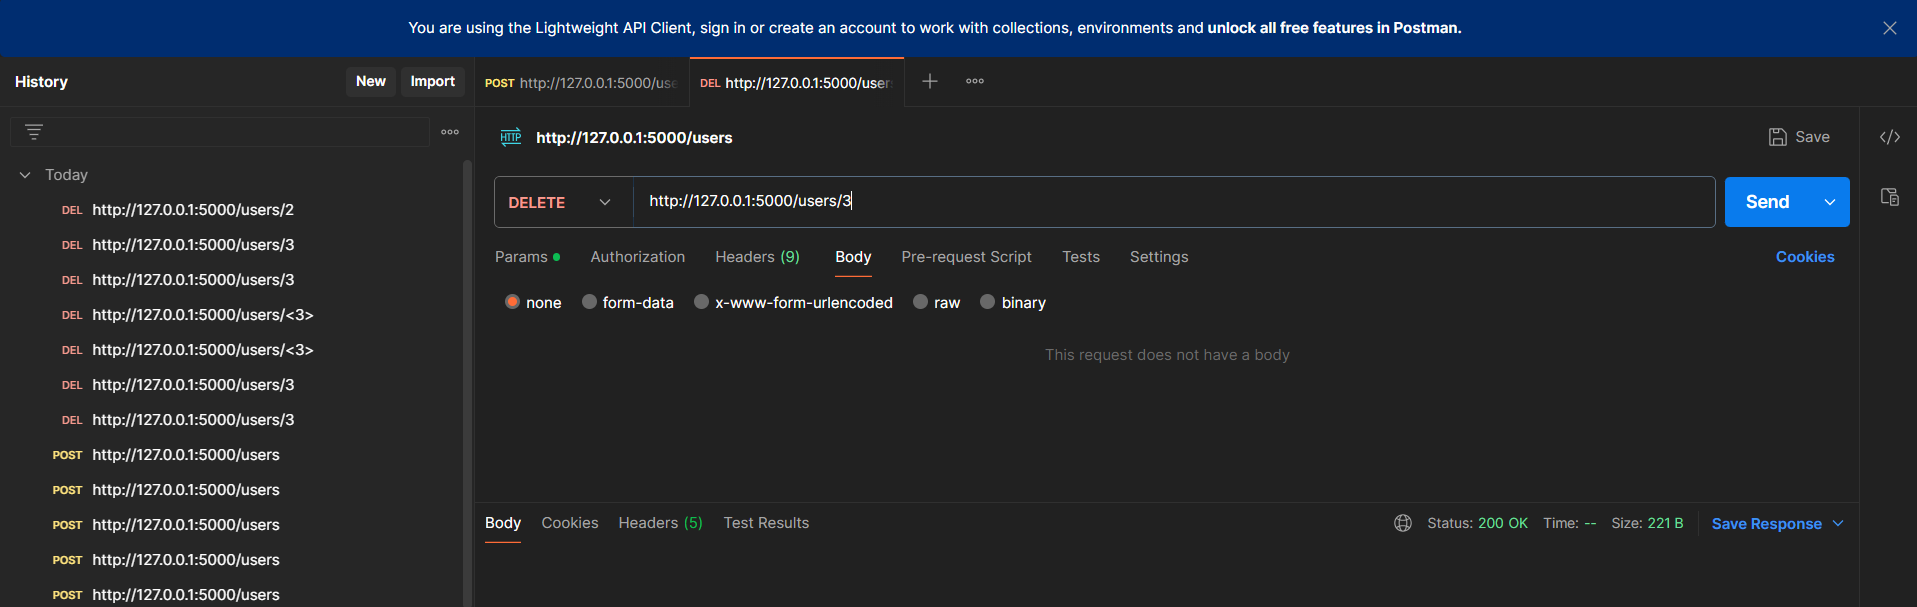 You are using the Lightweight API Client, sign in or create an account to work with collections, environments and unlock all free features in Postman.
History
New
Import
POST http://127.0.0.1:5000/use
DEL http://127.0.0.1:5000/user
HTTP http://127.0.0.1:5000/users
Save
Today
DEL http://127.0.0.1:5000/users/2
DEL http://127.0.0.1:5000/users/3
DEL http://127.0.0.1:5000/users/3
DEL http://127.0.0.1:5000/users/<3>
DEL http://127.0.0.1:5000/users/<3>
DEL http://127.0.0.1:5000/users/3
DEL http://127.0.0.1:5000/users/3
POST http://127.0.0.1:5000/users
POST http://127.0.0.1:5000/users
POST http://127.0.0.1:5000/users
POST http://127.0.0.1:5000/users
POST http://127.0.0.1:5000/users
DELETE http://127.0.0.1:5000/users/3
Send
Params Authorization Headers (9) Body Pre-request Script Tests Settings Cookies
none form-data x-www-form-urlencoded raw binary
This request does not have a body
Body Cookies Headers (5) Test Results Status: 200 OK Time: -- Size: 221 B Save Response